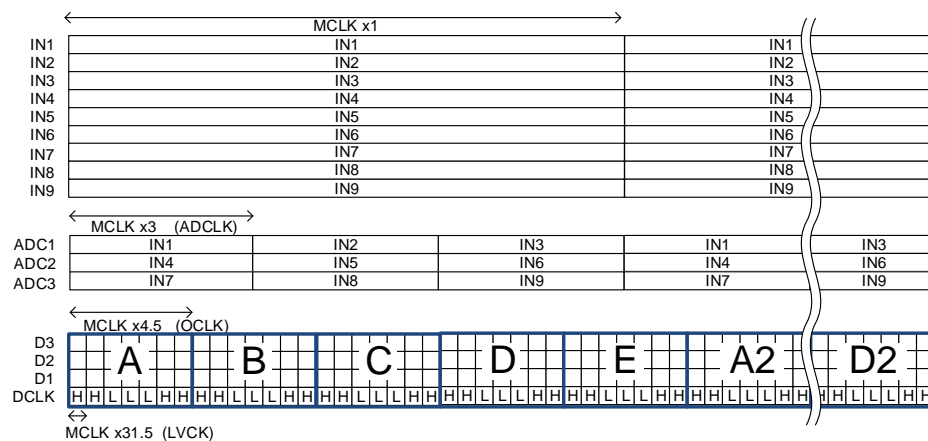 MCLK x1
IN1 IN1 IN1
IN2 IN2 IN2
IN3 IN3 IN3
IN4 IN4 IN4
IN5 IN5 IN5
IN6 IN6 IN6
IN7 IN7 IN7
IN8 IN8 IN8
IN9 IN9 IN9
MCLK x3 (ADCLK)
ADC1 IN1 IN2 IN3 IN1 IN3
ADC2 IN4 IN5 IN6 IN4 IN6
ADC3 IN7 IN8 IN9 IN7 IN9
MCLK x4.5 (OCLK)
D3
D2 A B C D E A2 D2
D1
DCLK H H L L L H H H H L L L H H H H L L L H H H H L L L H H H H L L L H H H H L L L H H H H L L L H H
MCLK x31.5 (LVCK)